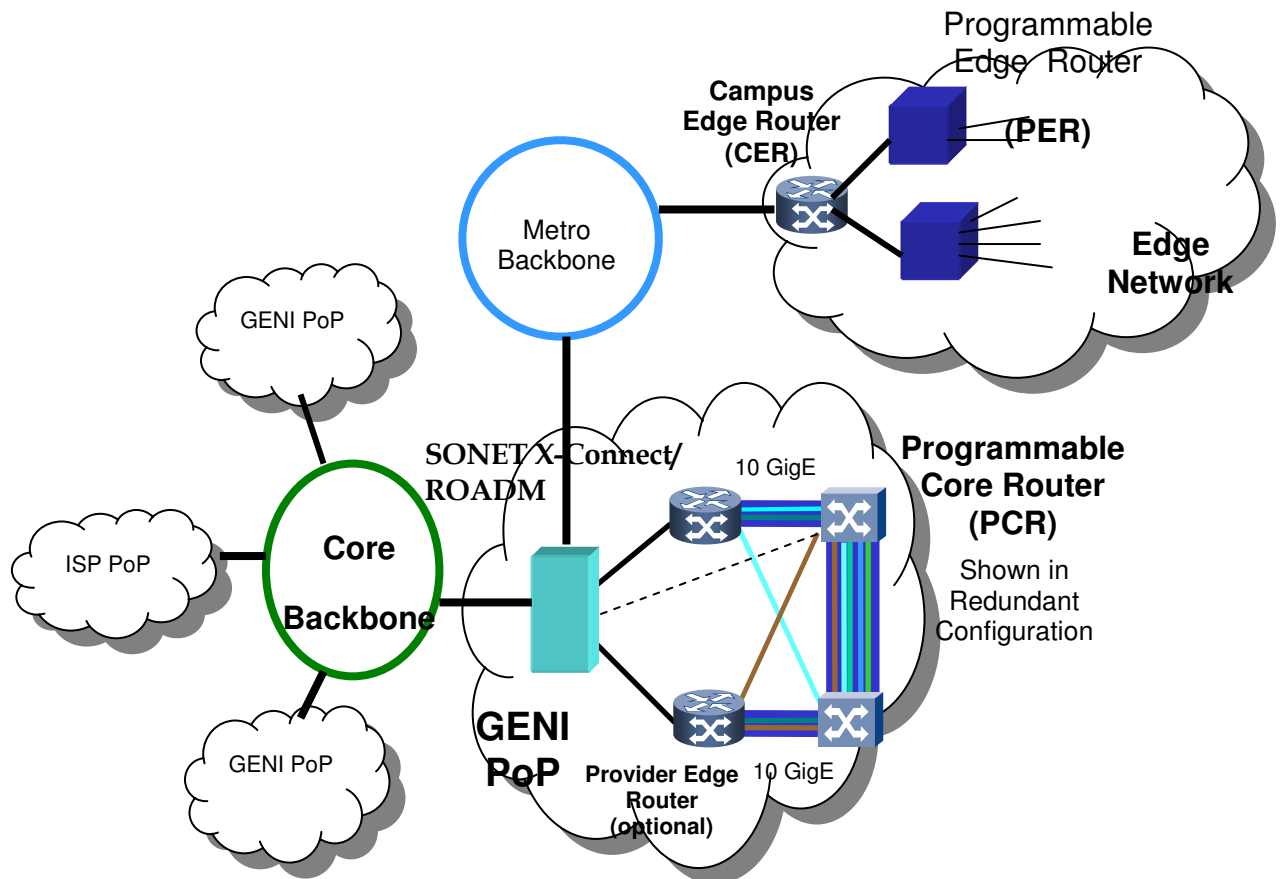 Programmable
Edge Router
(PER)
Campus
Edge Router
(CER)
Edge
Network
Metro
Backbone
GENI PoP
SONET X-Connect/
ROADM
10 GigE
Programmable
Core Router
(PCR)
Shown in
Redundant
Configuration
ISP PoP
Core
Backbone
GENI PoP
GENI
PoP
Provider Edge
Router
(optional)
10 GigE